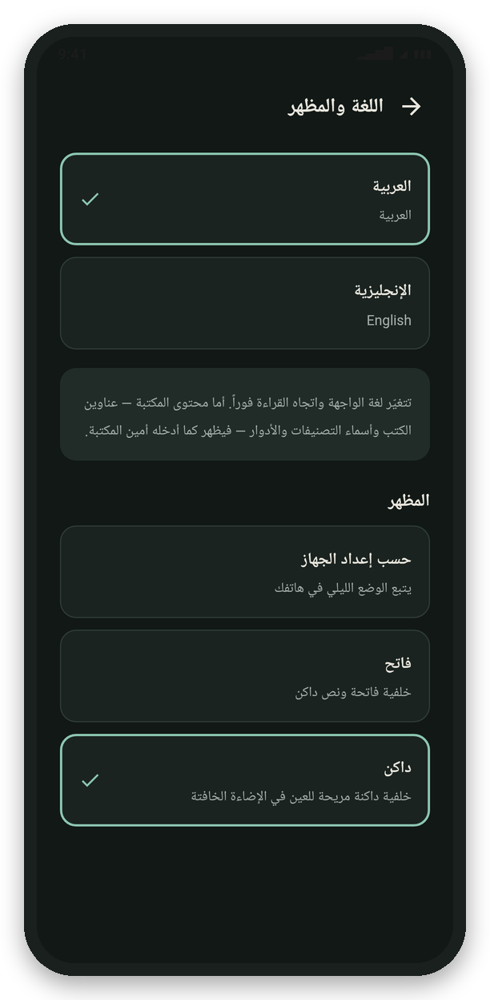 9:41
اللغة والمظهر
العربية
العربية
الإنجليزية
English
تتغيّر لغة الواجهة واتجاه القراءة فوراً. أما محتوى المكتبة — عناوين
الكتب وأسماء التصنيفات والأدوار — فيظهر كما أدخله أمين المكتبة.
المظهر
حسب إعداد الجهاز
يتبع الوضع الليلي في هاتفك
فاتح
خلفية فاتحة ونص داكن
داكن
خلفية داكنة مريحة للعين في الإضاءة الخافتة